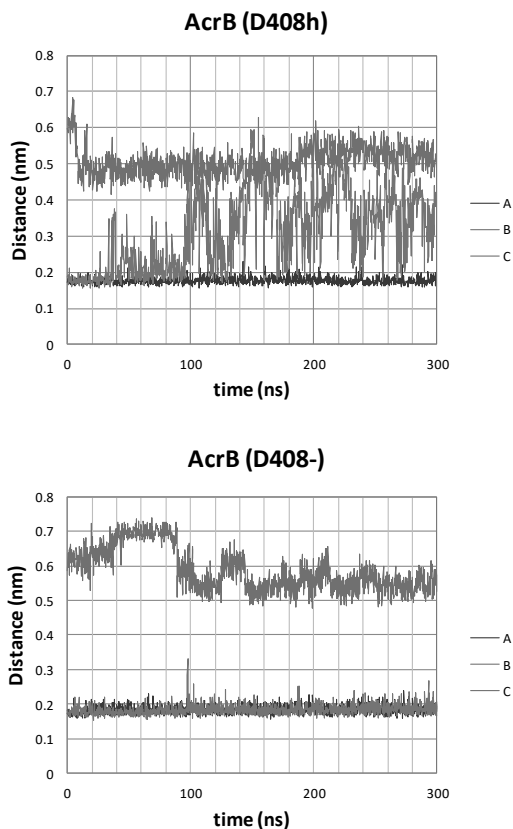 AcrB (D408h)
0.8
0.7
0.6
0.5
0.4
0.3
0.2
0.1
0
Distance (nm)
0 100 200 300
time (ns)
A
B
C
AcrB (D408-)
0.8
0.7
0.6
0.5
0.4
0.3
0.2
0.1
0
Distance (nm)
0 100 200 300
time (ns)
A
B
C